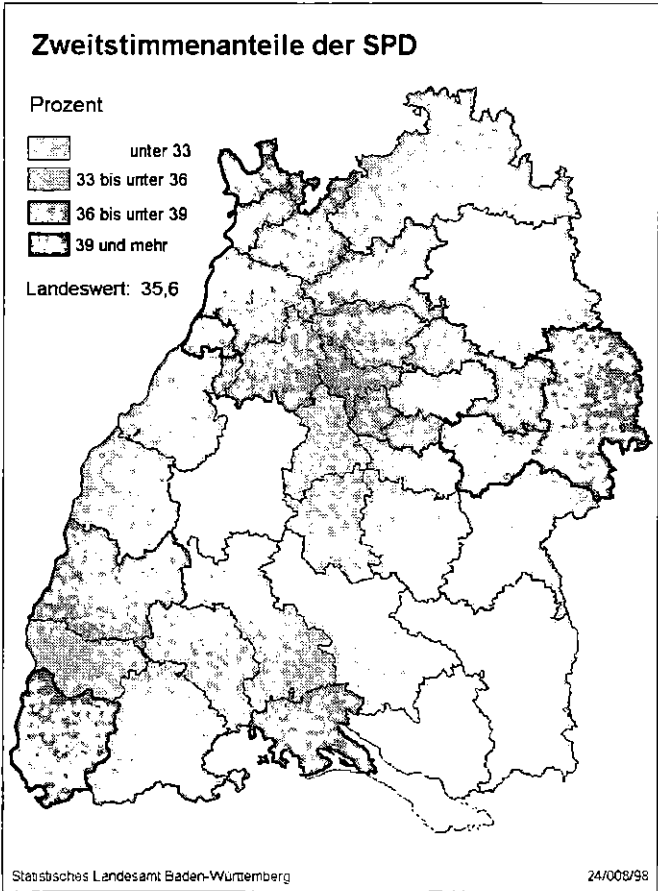 Zweitstimmenanteile der SPD
Prozent
unter 33
33 bis unter 36
36 bis unter 39
39 und mehr
Landeswert: 35,6
Statistisches Landesamt Baden-Württemberg
24/008/98